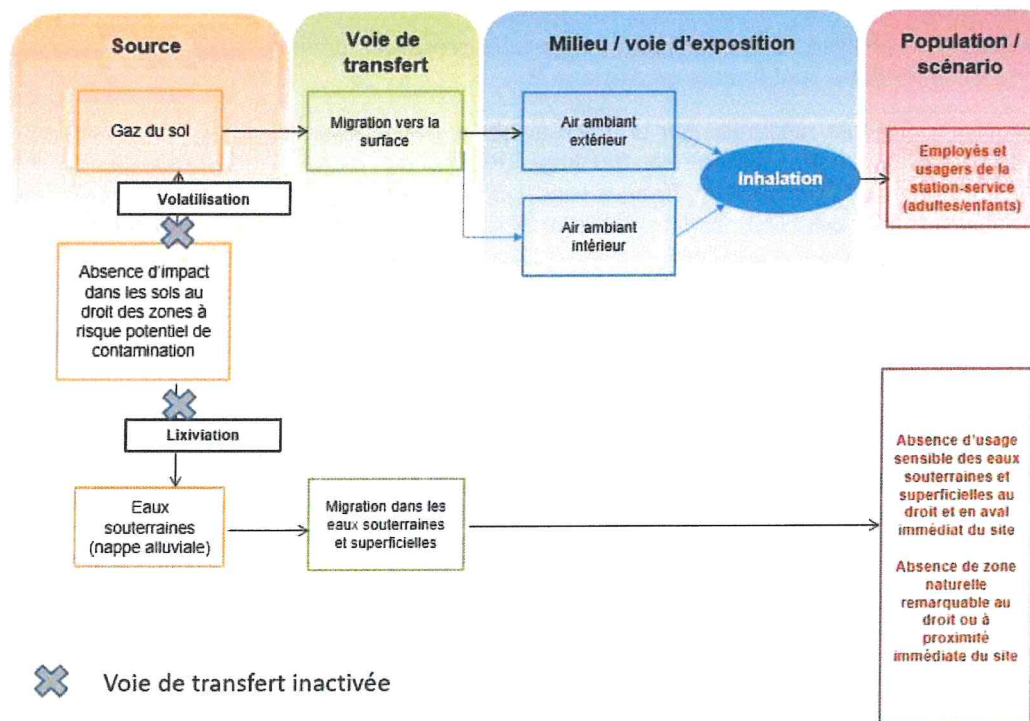 Source
Voie de
transfert
Milieu / voie d'exposition
Population /
scénario
Gaz du sol
Migration vers la
surface
Air ambiant
extérieur
Inhalation
Employés et
usagers de la
station-service
(adultes/enfants)
Volatilisation
Air ambiant
intérieur
Absence d'impact
dans les sols au
droit des zones à
risque potentiel de
contamination
Lixiviation
Eaux
souterraines
(nappe alluviale)
Migration dans les
eaux souterraines
et superficielles
Absence d'usage
sensible des eaux
souterraines et
superficielles au
droit et en aval
immédiat du site
Absence de zone
naturelle
remarquable au
droit ou à
proximité
immédiate du site
Voie de transfert inactivée